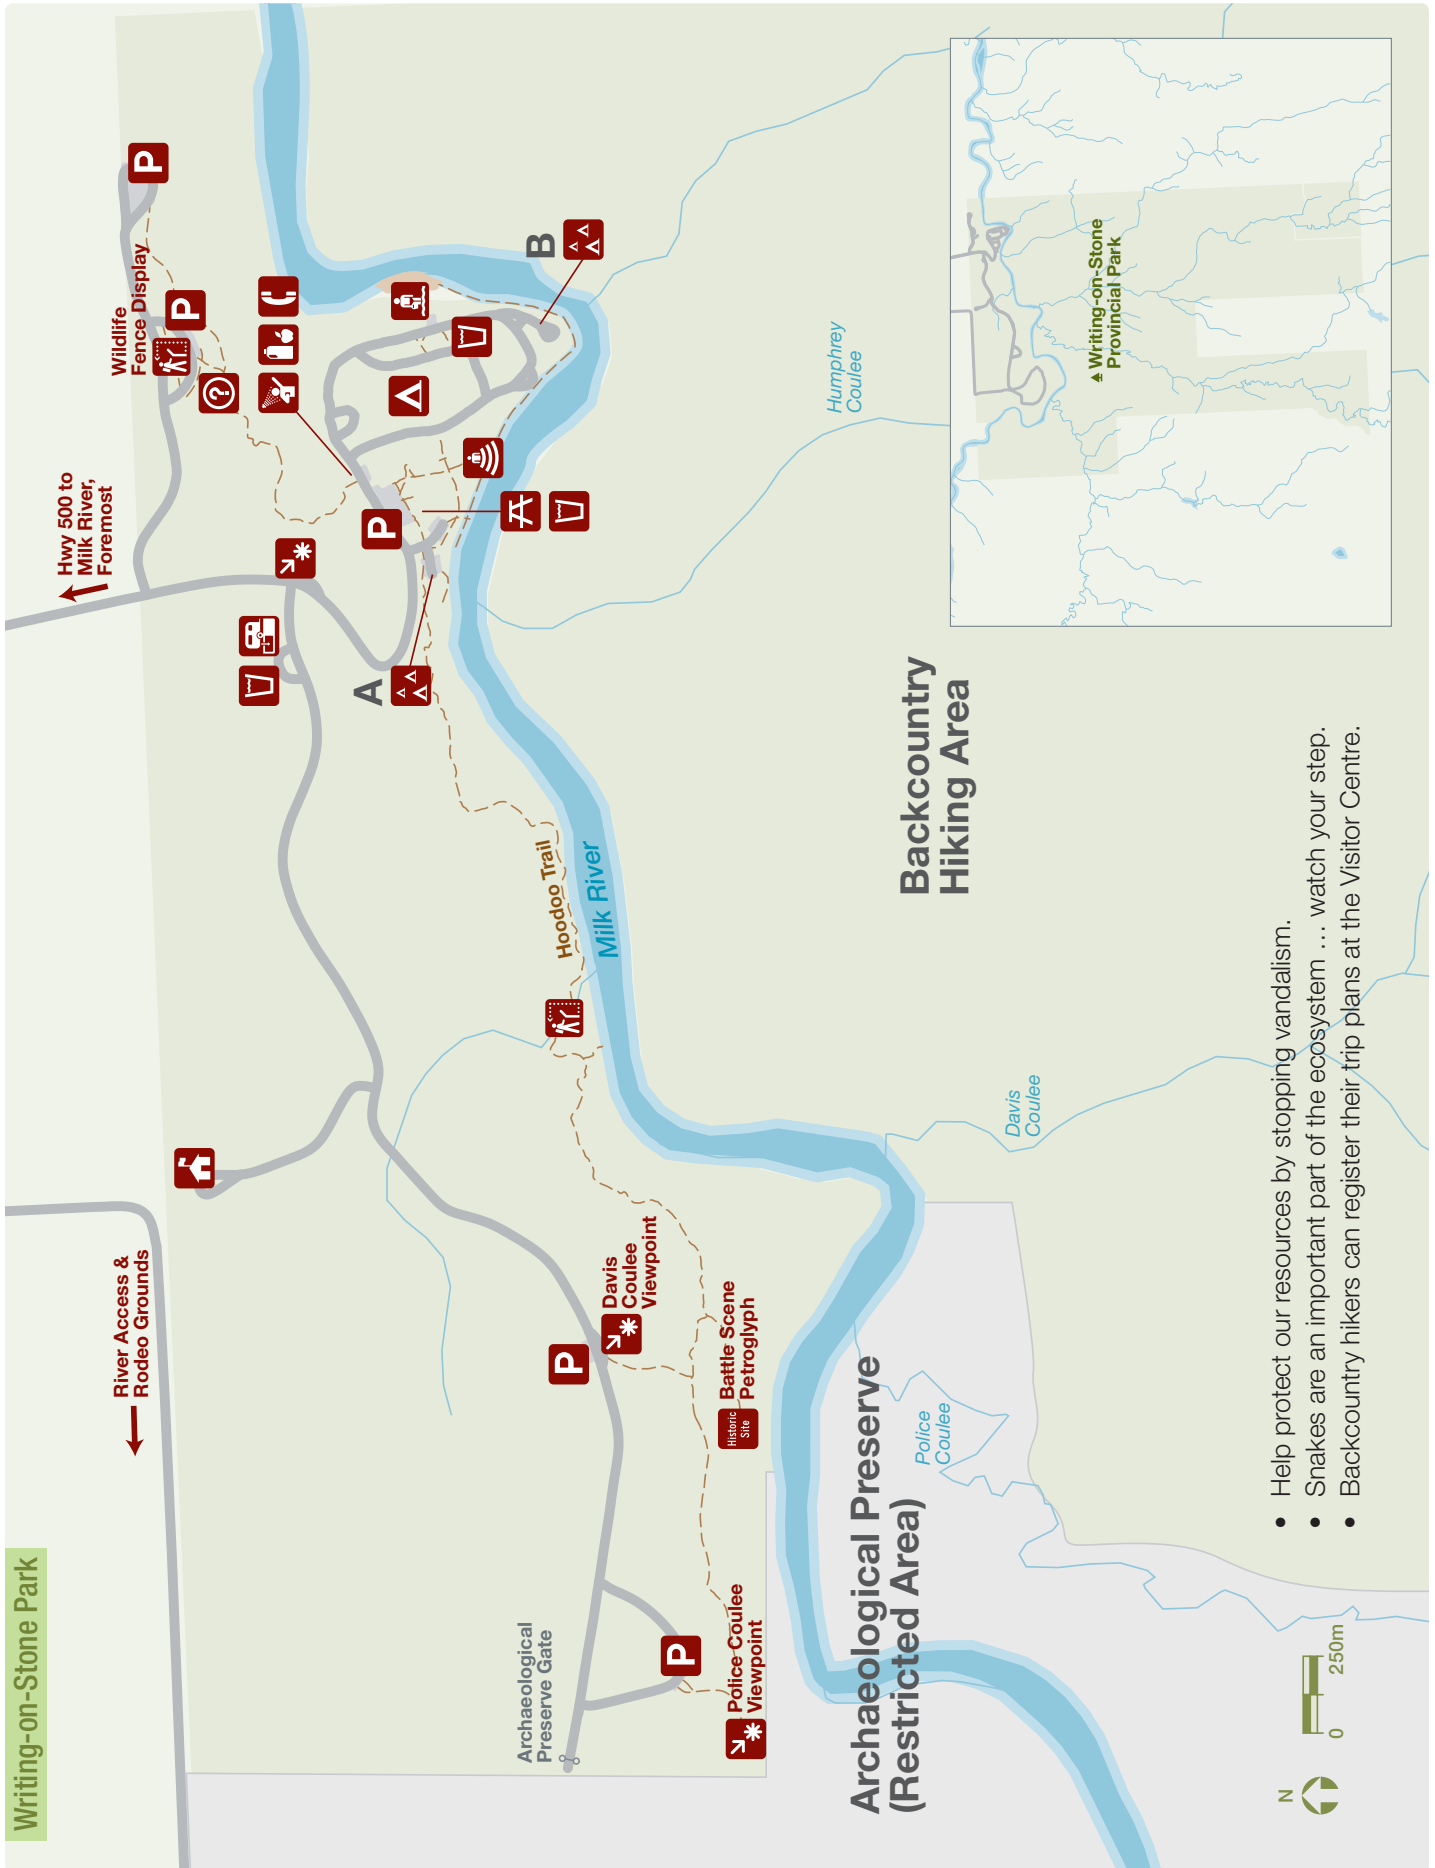 Writing-on-Stone Park
River Access &
Rodeo Grounds
Hwy 500 to
Milk River,
Foremost
Wildlife
Fence Display
P
P
?
P
A
B
Hoodoo Trail
Milk River
Humphrey
Coulee
P
Davis
Coulee
Viewpoint
Historic
Site
Battle Scene
Petroglyph
Archaeological
Preserve Gate
P
Police Coulee
Viewpoint
Archaeological Preserve
(Restricted Area)
Police
Coulee
Davis
Coulee
Backcountry
Hiking Area
Writing-on-Stone
Provincial Park
N
0
250m
• Help protect our resources by stopping vandalism.
• Snakes are an important part of the ecosystem … watch your step.
• Backcountry hikers can register their trip plans at the Visitor Centre.